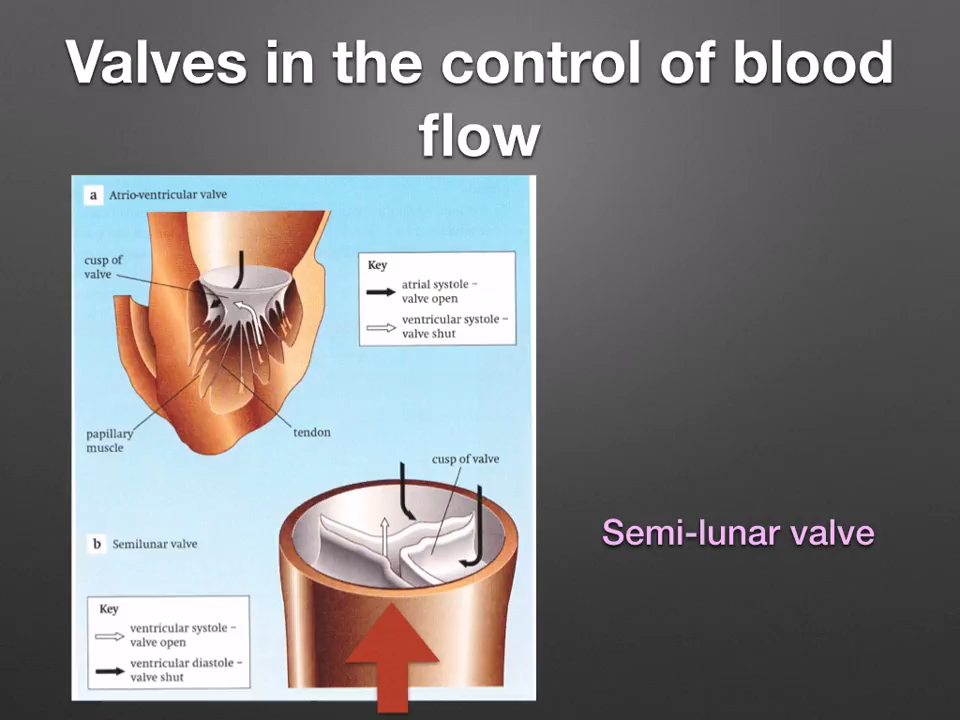 Valves in the control of blood
flow
a Atrio-ventricular valve
cusp of
valve
Key
atrial systole –
valve open
ventricular systole –
valve shut
papillary
muscle
tendon
cusp of valve
b Semilunar valve
Semi-lunar valve
Key
ventricular systole –
valve open
ventricular diastole –
valve shut